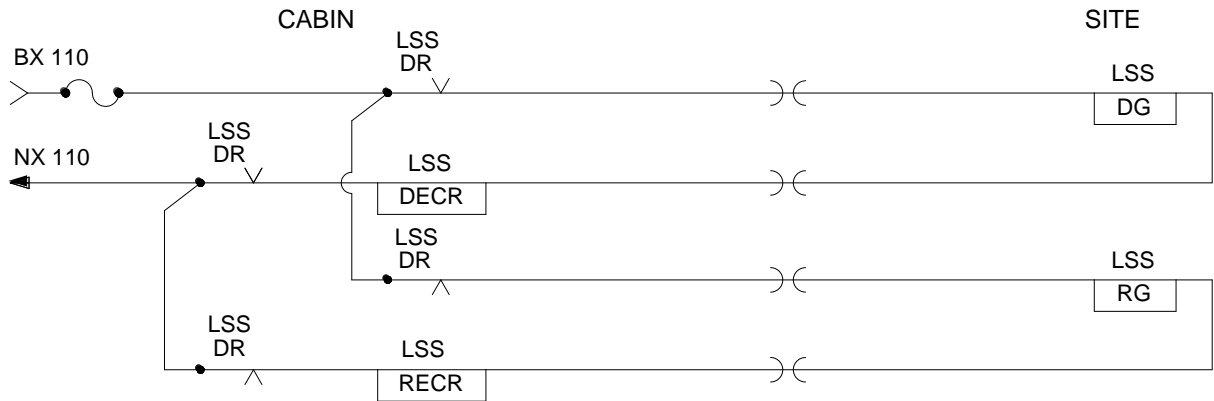 CABIN
SITE
BX 110
LSS
DR
LSS
DG
NX 110
LSS
DR
LSS
DECR
LSS
DR
LSS
RG
LSS
DR
LSS
RECR